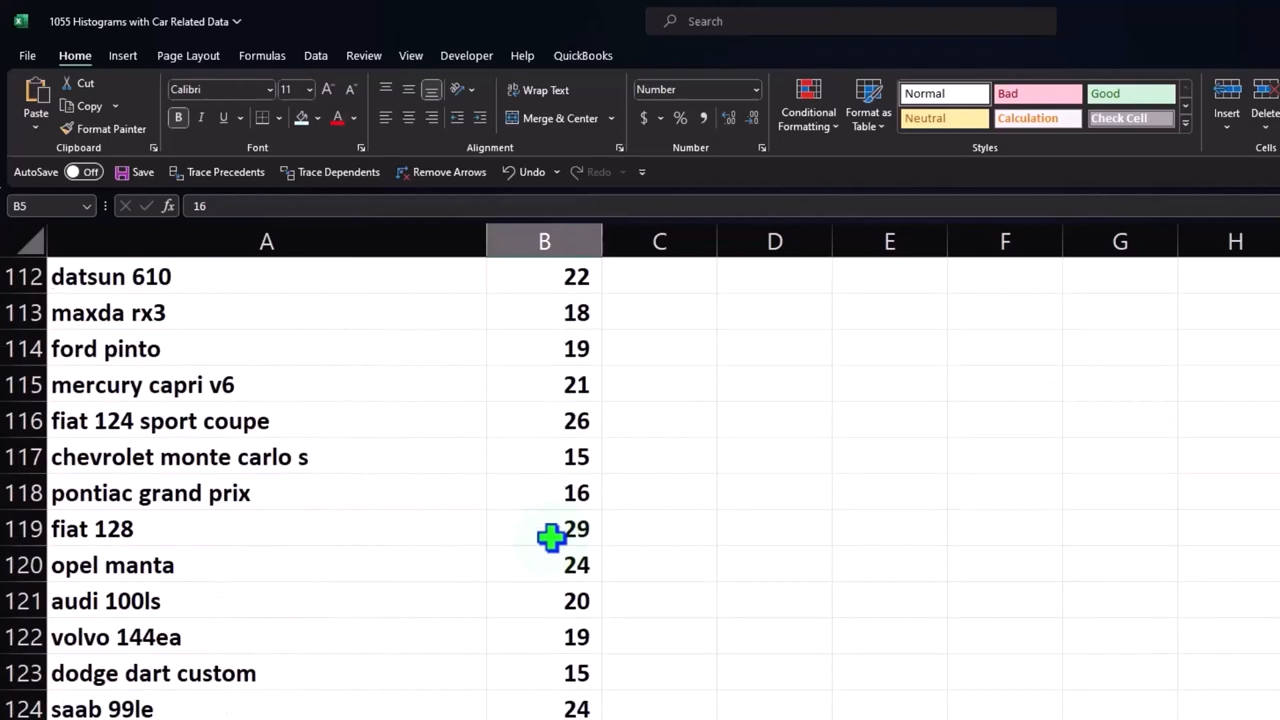 1055 Histograms with Car Related Data
Search
File Home Insert Page Layout Formulas Data Review View Developer Help QuickBooks
Paste
Cut
Copy
Format Painter
Clipboard
Calibri 11
B I U
Font
Wrap Text
Merge & Center
Alignment
Number
$ % ,
Number
Conditional Formatting
Format as Table
Normal Bad Good
Neutral Calculation Check Cell
Styles
Insert Delete
Cells
AutoSave Off Save Trace Precedents Trace Dependents Remove Arrows Undo Redo
B5 fx 16
A B C D E F G H
112 datsun 610 22
113 maxda rx3 18
114 ford pinto 19
115 mercury capri v6 21
116 fiat 124 sport coupe 26
117 chevrolet monte carlo s 15
118 pontiac grand prix 16
119 fiat 128 29
120 opel manta 24
121 audi 100ls 20
122 volvo 144ea 19
123 dodge dart custom 15
124 saab 99le 24